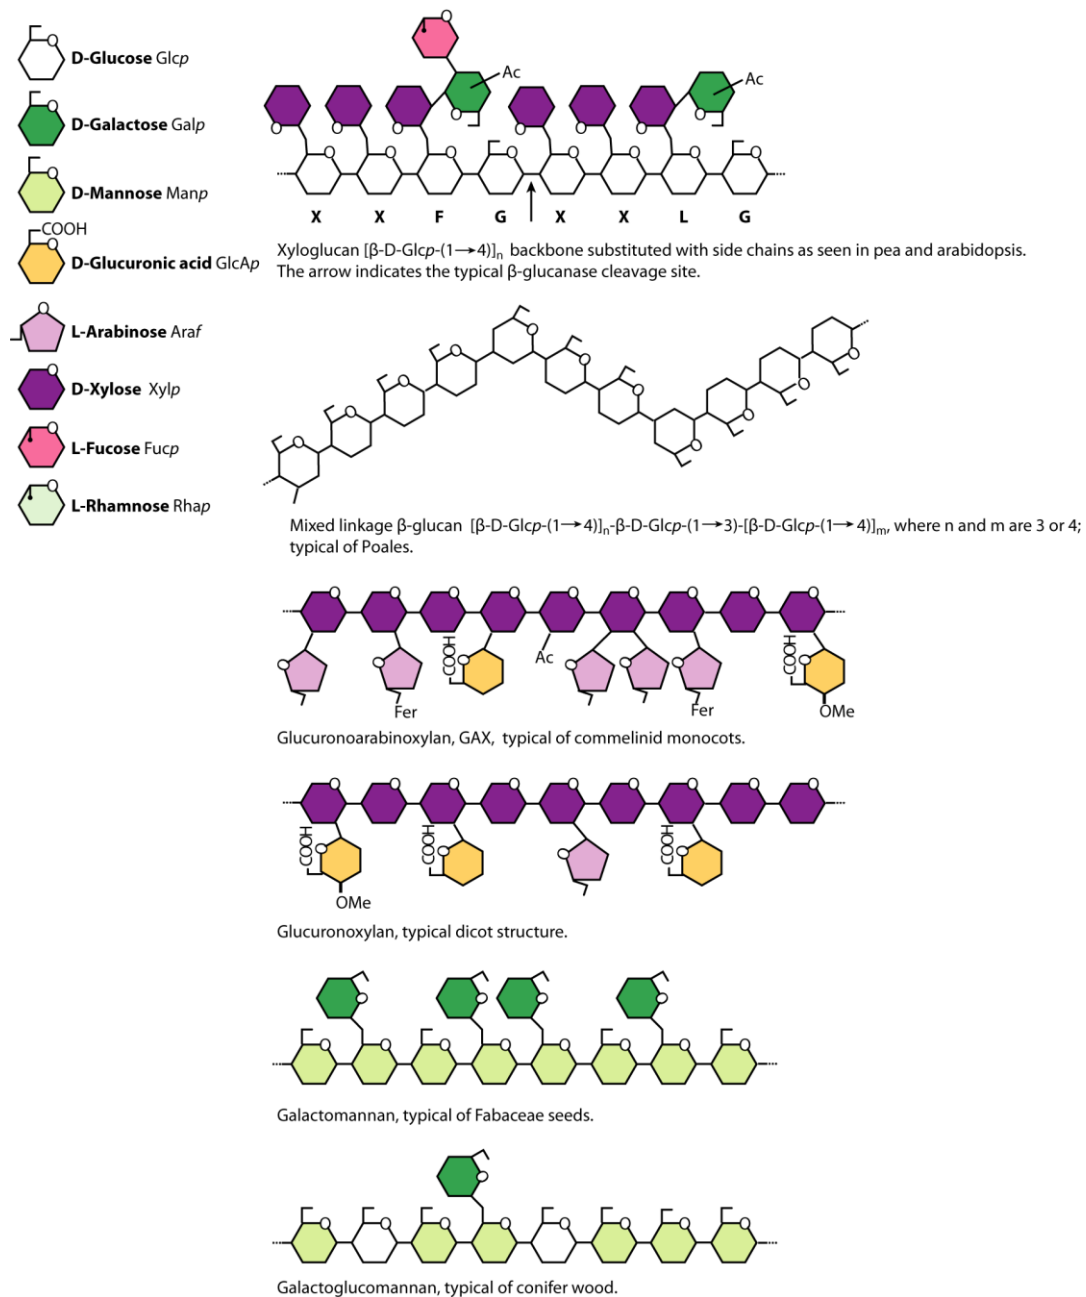 D-Glucose Glcp
D-Galactose Galp
D-Mannose Manp
COOH
D-Glucuronic acid GlcAp
L-Arabinose Araf
D-Xylose Xylp
L-Fucose Fucp
L-Rhamnose Rhap
Ac
Ac
X X F G X X L G
Xyloglucan [β-D-Glcp-(1→4)]n backbone substituted with side chains as seen in pea and arabidopsis.
The arrow indicates the typical β-glucanase cleavage site.
Mixed linkage β-glucan [β-D-Glcp-(1→4)]n-β-D-Glcp-(1→3)-[β-D-Glcp-(1→4)]m, where n and m are 3 or 4;
typical of Poales.
COOH
Ac
COOH
Fer
Fer
OMe
Glucuronoarabinoxylan, GAX, typical of commelinid monocots.
COOH
COOH
COOH
OMe
Glucuronoxylan, typical dicot structure.
Galactomannan, typical of Fabaceae seeds.
Galactoglucomannan, typical of conifer wood.